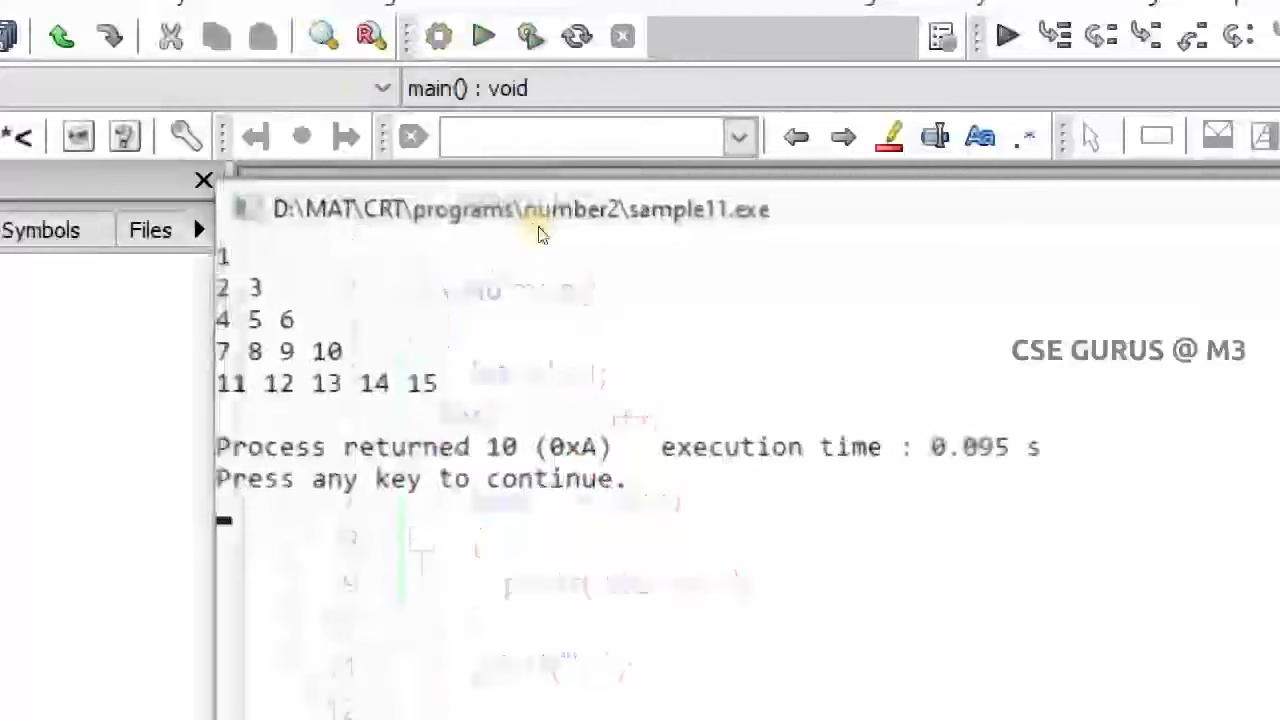 main() : void
Symbols
Files
D:\MAT\CRT\programs\number2\sample11.exe
1
2 3
4 5 6
7 8 9 10
11 12 13 14 15
CSE GURUS @ M3
Process returned 10 (0xA)   execution time : 0.095 s
Press any key to continue.